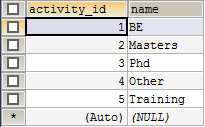 activity_id name
1 BE
2 Masters
3 Phd
4 Other
5 Training
* (Auto) (NULL)